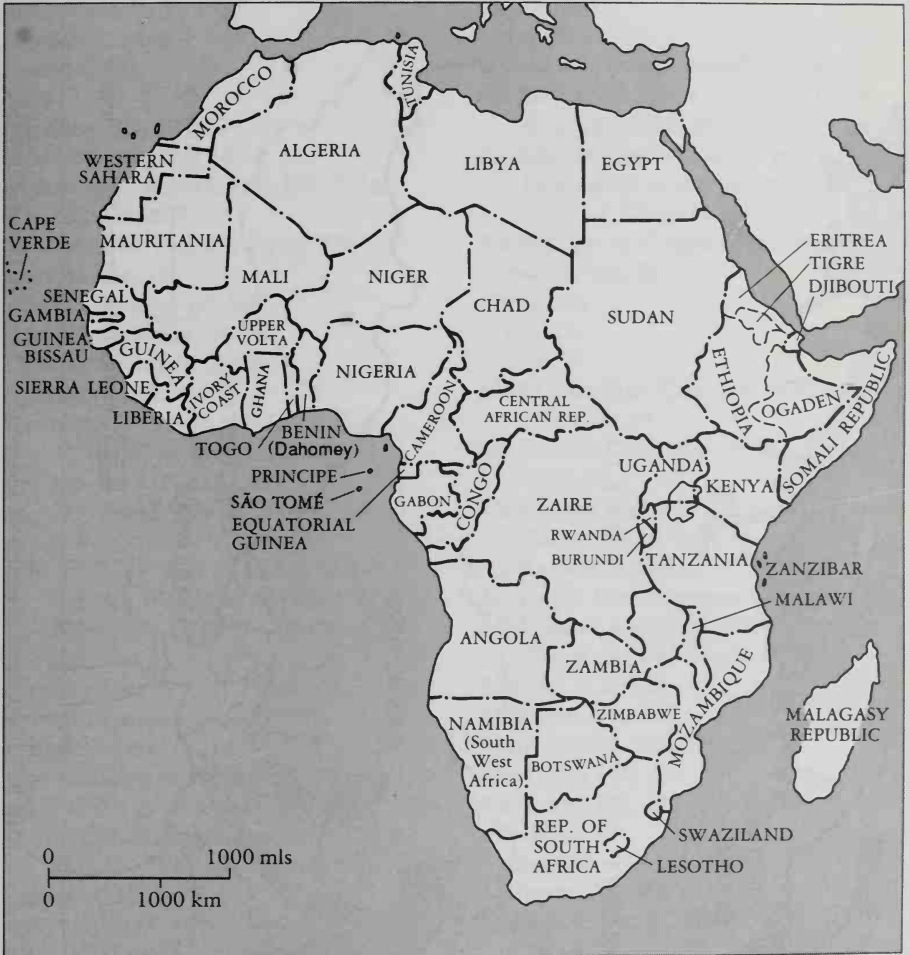 MOROCCO
TUNISIA
ALGERIA
LIBYA
EGYPT
WESTERN
SAHARA
CAPE
VERDE
MAURITANIA
MALI
NIGER
CHAD
SUDAN
ERITREA
TIGRE
DJIBOUTI
SENEGAL
GAMBIA
GUINEA
BISSAU
GUINEA
SIERRA LEONE
LIBERIA
IVORY
COAST
UPPER
VOLTA
GHANA
TOGO
BENIN
(Dahomey)
NIGERIA
CAMEROON
CENTRAL
AFRICAN REP.
ETHIOPIA
OGADEN
SOMALI REPUBLIC
PRINCIPE
SÃO TOMÉ
EQUATORIAL
GUINEA
GABON
CONGO
ZAIRE
UGANDA
KENYA
RWANDA
BURUNDI
TANZANIA
ZANZIBAR
MALAWI
ANGOLA
ZAMBIA
MOZAMBIQUE
NAMIBIA
(South
West
Africa)
ZIMBABWE
BOTSWANA
MALAGASY
REPUBLIC
REP. OF
SOUTH
AFRICA
SWAZILAND
LESOTHO
0 1000 mls
0 1000 km